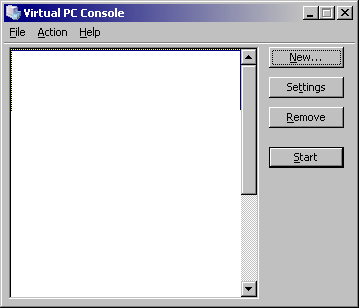 Virtual PC Console
File Action Help
New...
Settings
Remove
Start